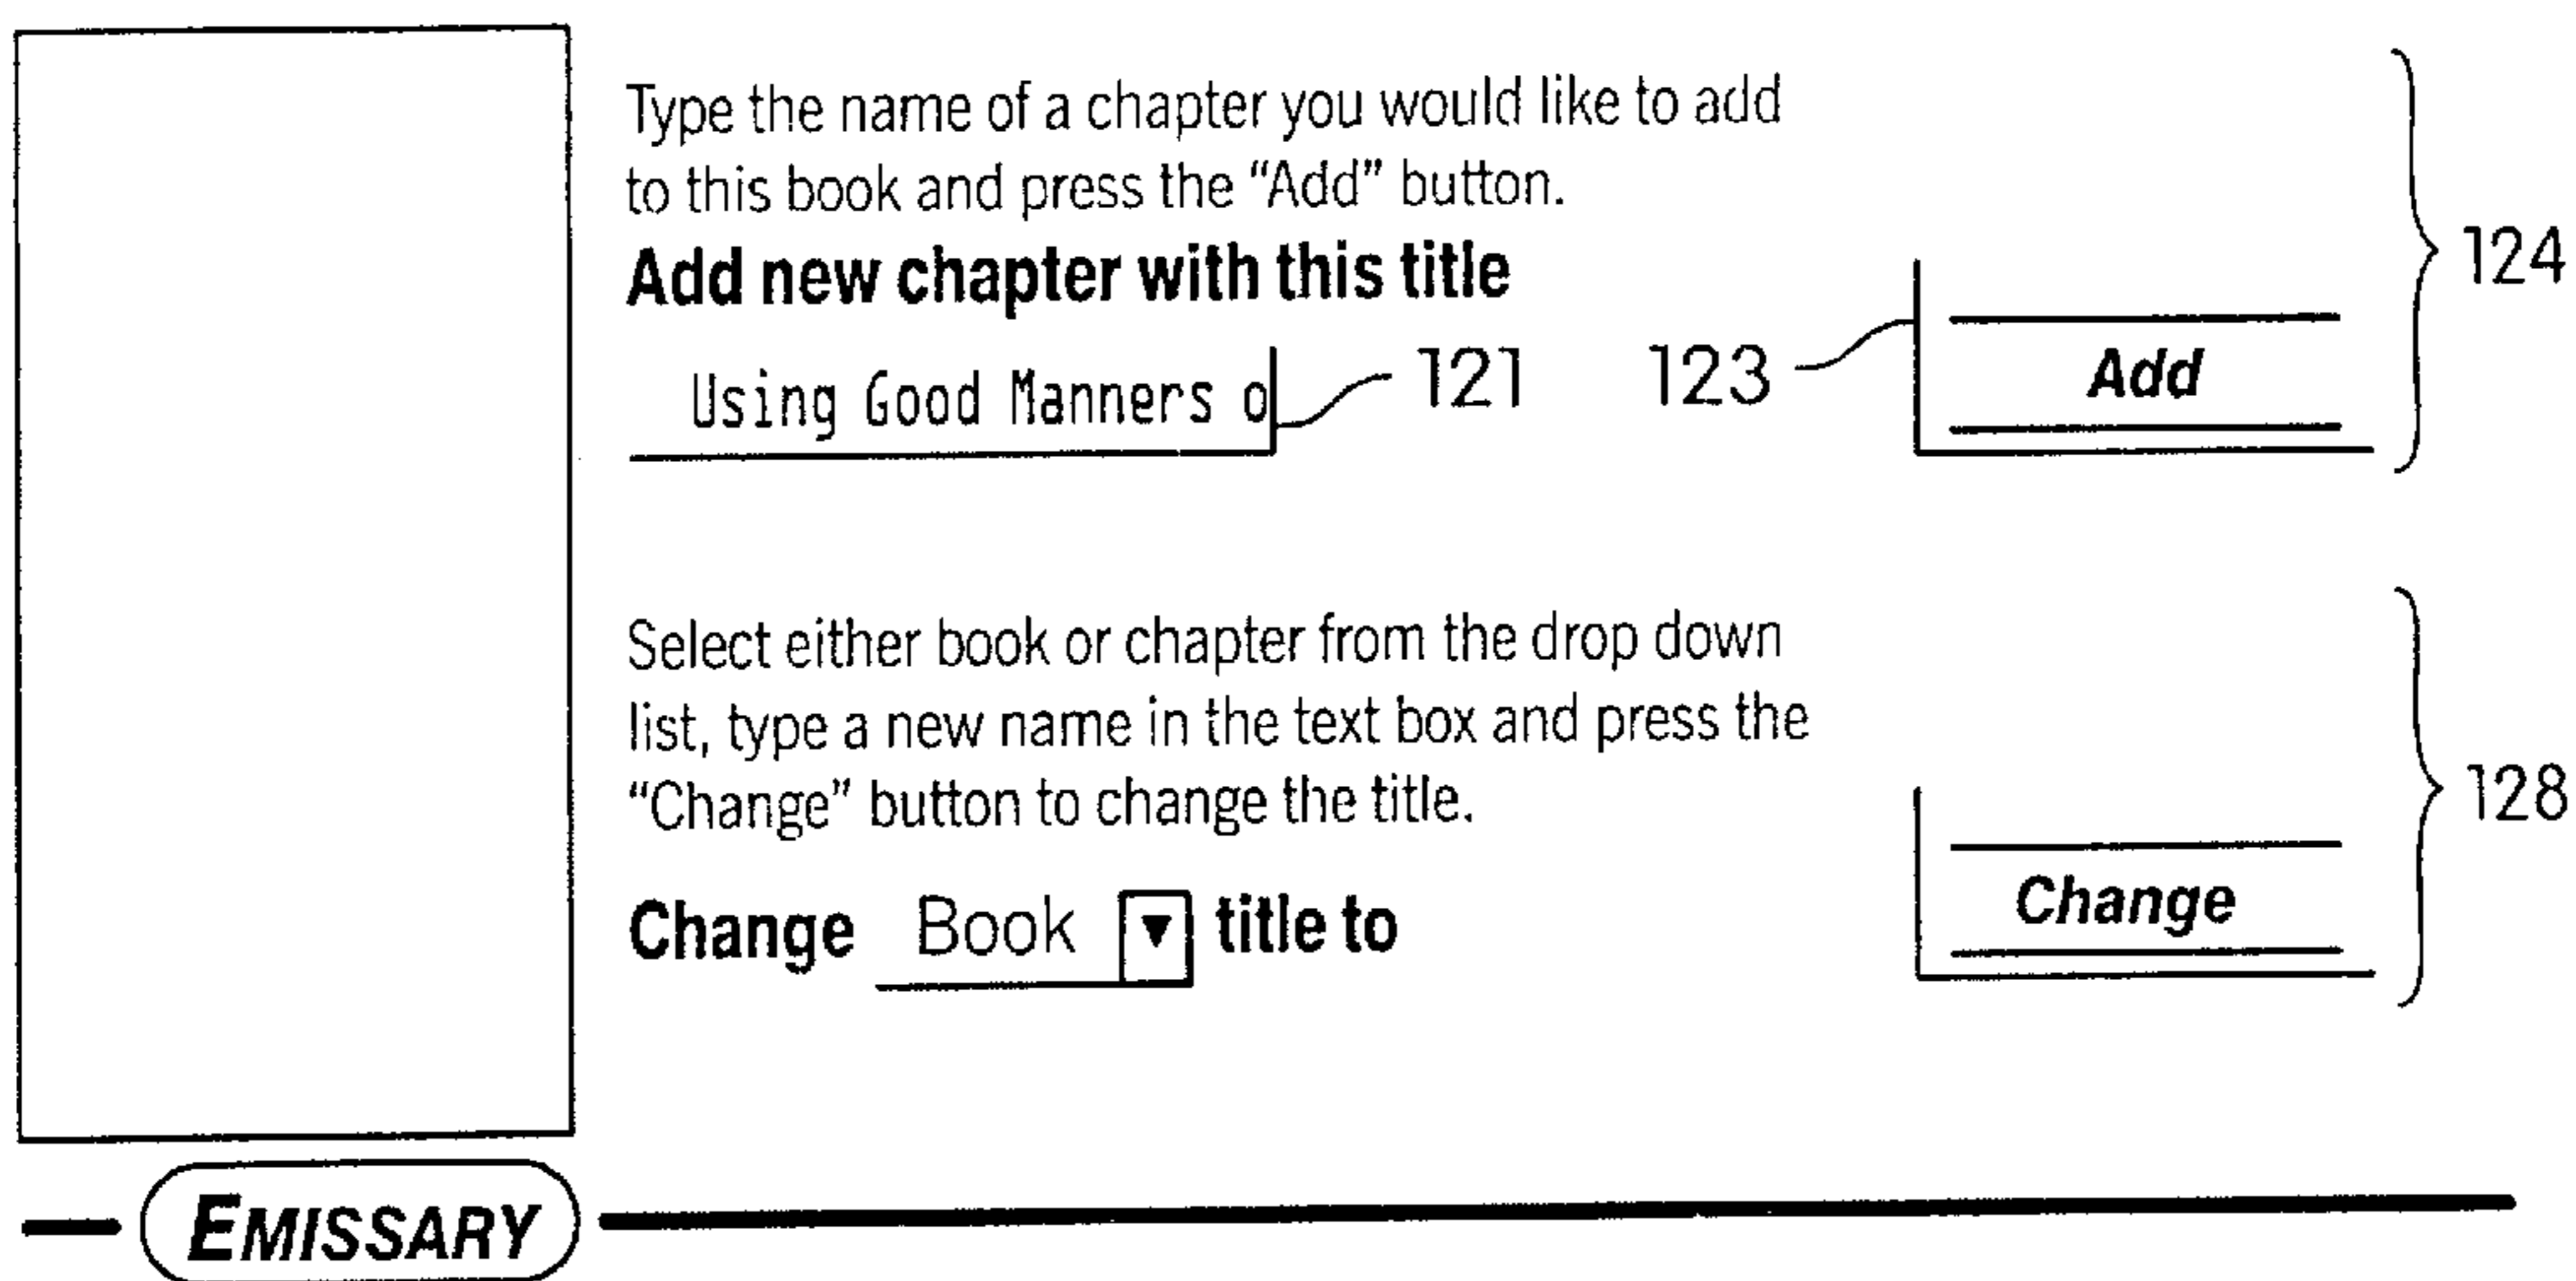 Type the name of a chapter you would like to add
to this book and press the “Add” button.
Add new chapter with this title
Using Good Manners o
121
123
Add
124
Select either book or chapter from the drop down
list, type a new name in the text box and press the
“Change” button to change the title.
Change Book ▼ title to
Change
128
EMISSARY